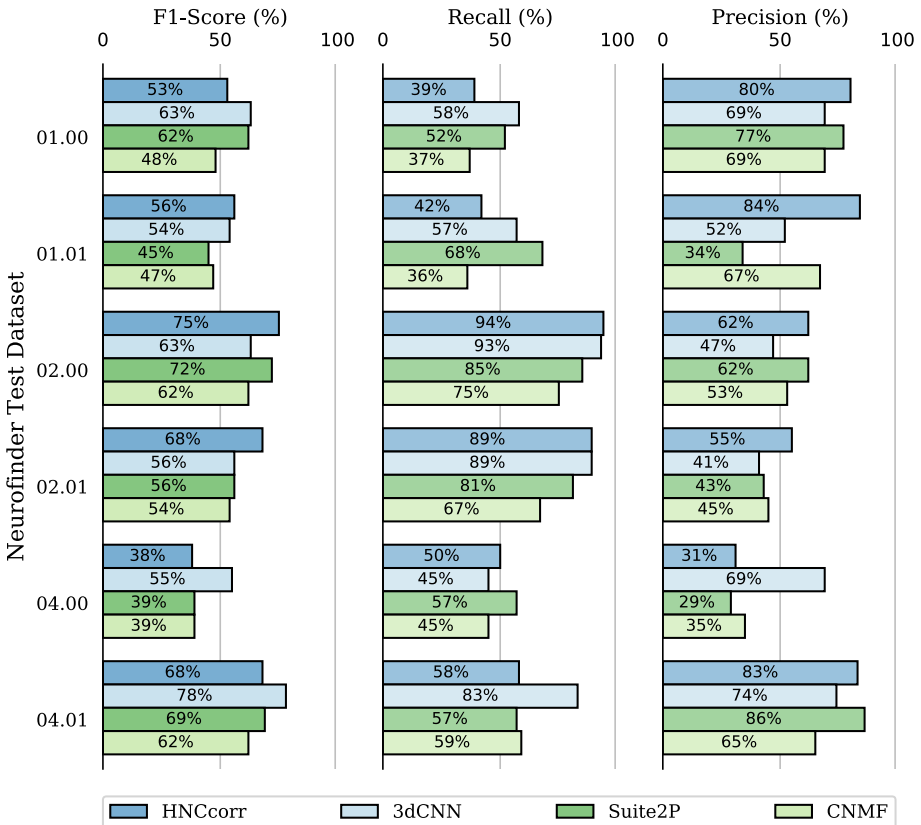 F1-Score (%) Recall (%) Precision (%)
0 50 100 0 50 100 0 50 100
Neurofinder Test Dataset
01.00
53% 39% 80%
63% 58% 69%
62% 52% 77%
48% 37% 69%
01.01
56% 42% 84%
54% 57% 52%
45% 68% 34%
47% 36% 67%
02.00
75% 94% 62%
63% 93% 47%
72% 85% 62%
62% 75% 53%
02.01
68% 89% 55%
56% 89% 41%
56% 81% 43%
54% 67% 45%
04.00
38% 50% 31%
55% 45% 69%
39% 57% 29%
39% 45% 35%
04.01
68% 58% 83%
78% 83% 74%
69% 57% 86%
62% 59% 65%
HNCcorr 3dCNN Suite2P CNMF